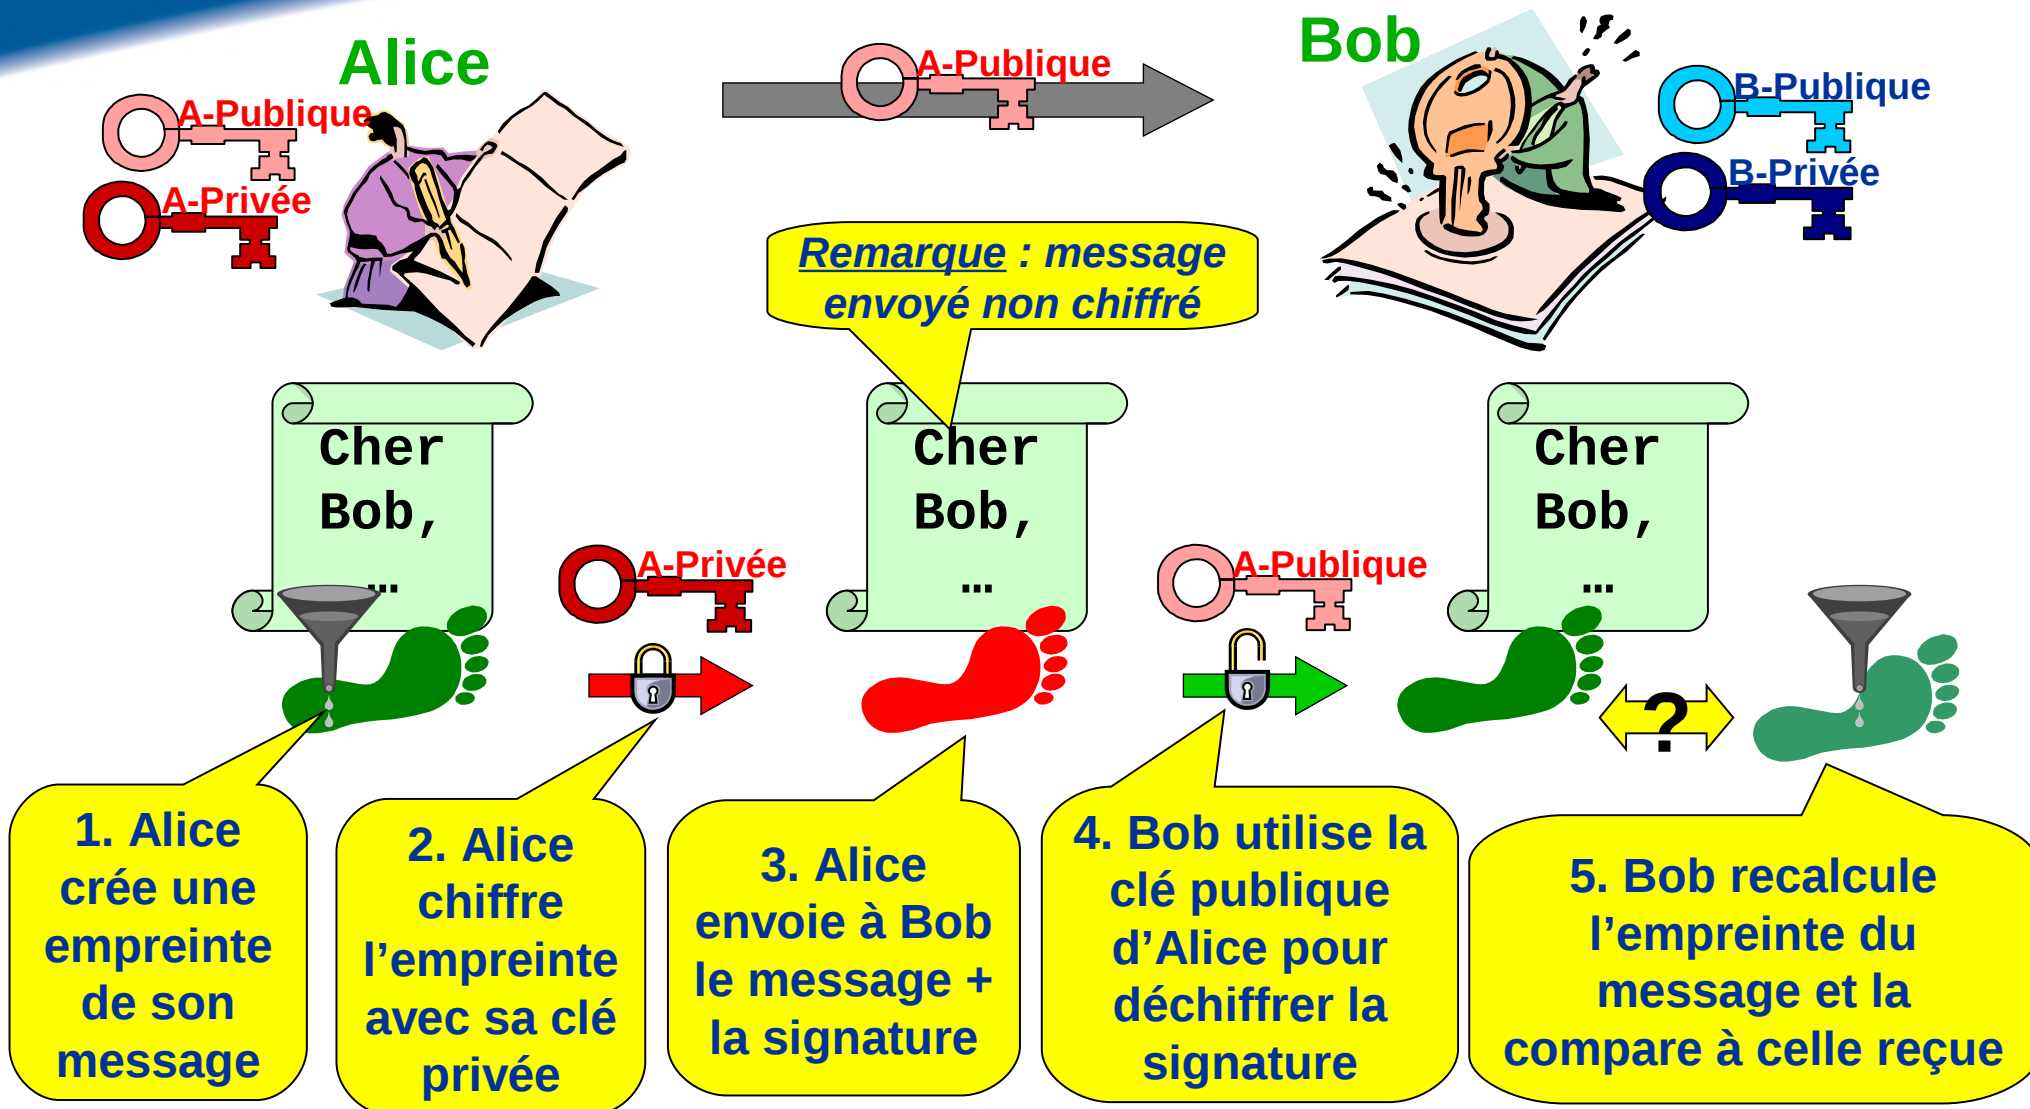 Alice
A-Publique
Bob
A-Publique
A-Privée
B-Publique
B-Privée
Remarque : message
envoyé non chiffré
Cher
Bob,
…
Cher
Bob,
…
Cher
Bob,
…
A-Privée
A-Publique
?
1. Alice
crée une
empreinte
de son
message
2. Alice
chiffre
l’empreinte
avec sa clé
privée
3. Alice
envoie à Bob
le message +
la signature
4. Bob utilise la
clé publique
d’Alice pour
déchiffrer la
signature
5. Bob recalcule
l’empreinte du
message et la
compare à celle reçue